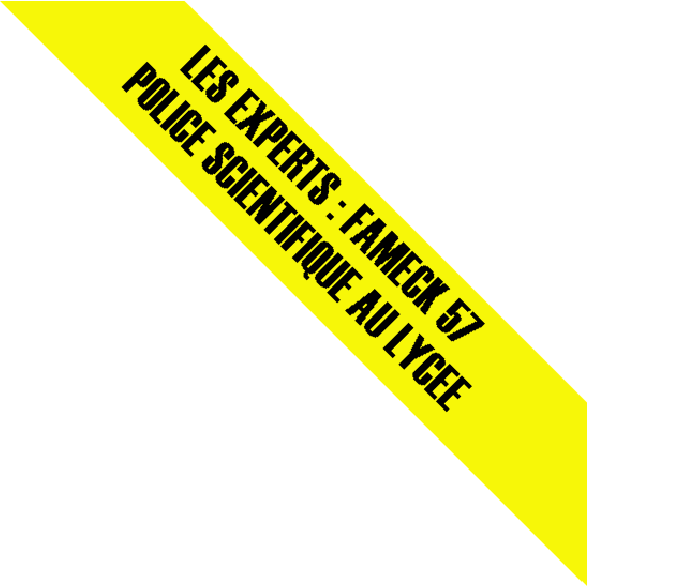 LES EXPERTS : FAMECK 57
POLICE SCIENTIFIQUE AU LYCEE